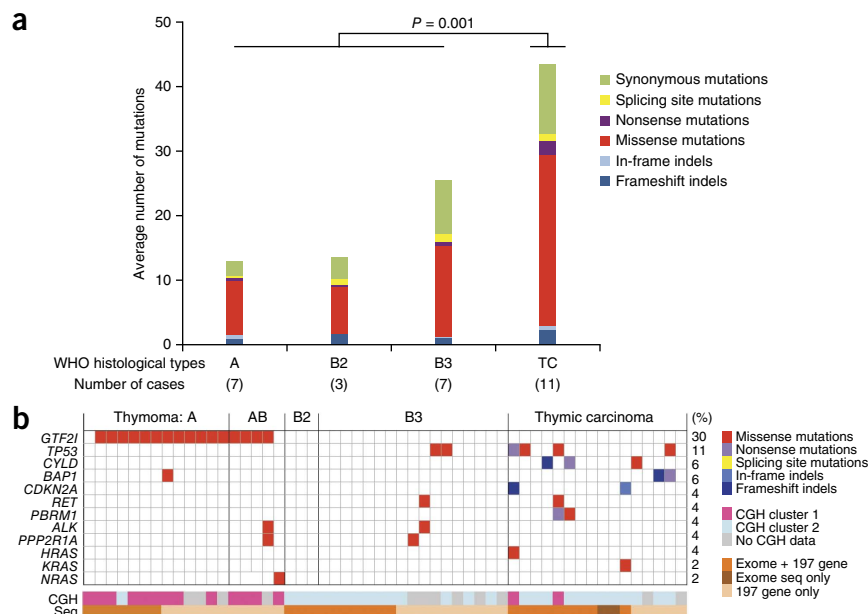 a
P = 0.001
50
40
30
20
10
0
Average number of mutations
Synonymous mutations
Splicing site mutations
Nonsense mutations
Missense mutations
In-frame indels
Frameshift indels
WHO histological types A B2 B3 TC
Number of cases (7) (3) (7) (11)
b
Thymoma: A AB B2 B3 Thymic carcinoma (%)
GTF2I 30
TP53 11
CYLD 6
BAP1 6
CDKN2A 4
RET 4
PBRM1 4
ALK 4
PPP2R1A 4
HRAS 4
KRAS 2
NRAS 2
CGH
Seq
Missense mutations
Nonsense mutations
Splicing site mutations
In-frame indels
Frameshift indels
CGH cluster 1
CGH cluster 2
No CGH data
Exome + 197 gene
Exome seq only
197 gene only